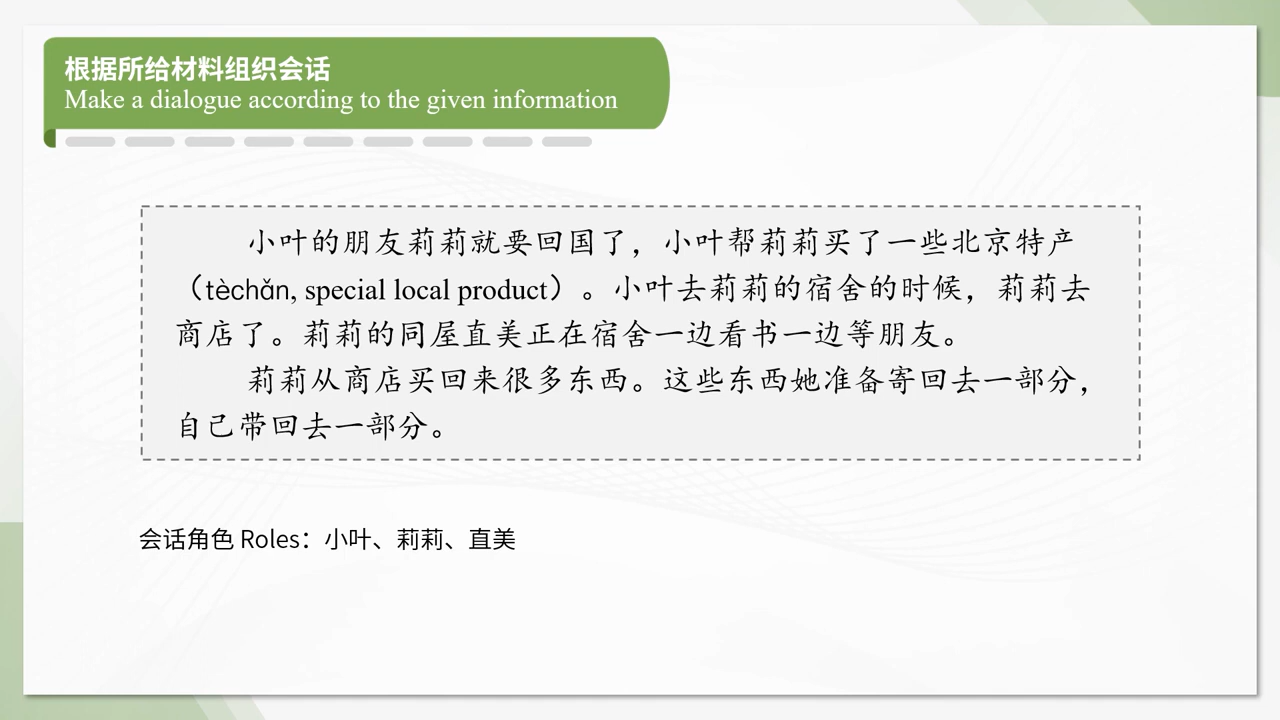 根据所给材料组织会话
Make a dialogue according to the given information
小叶的朋友莉莉就要回国了，小叶帮莉莉买了一些北京特产
（tèchǎn, special local product）。小叶去莉莉的宿舍的时候，莉莉去
商店了。莉莉的同屋直美正在宿舍一边看书一边等朋友。
莉莉从商店买回来很多东西。这些东西她准备寄回去一部分，
自己带回去一部分。
会话角色 Roles：小叶、莉莉、直美